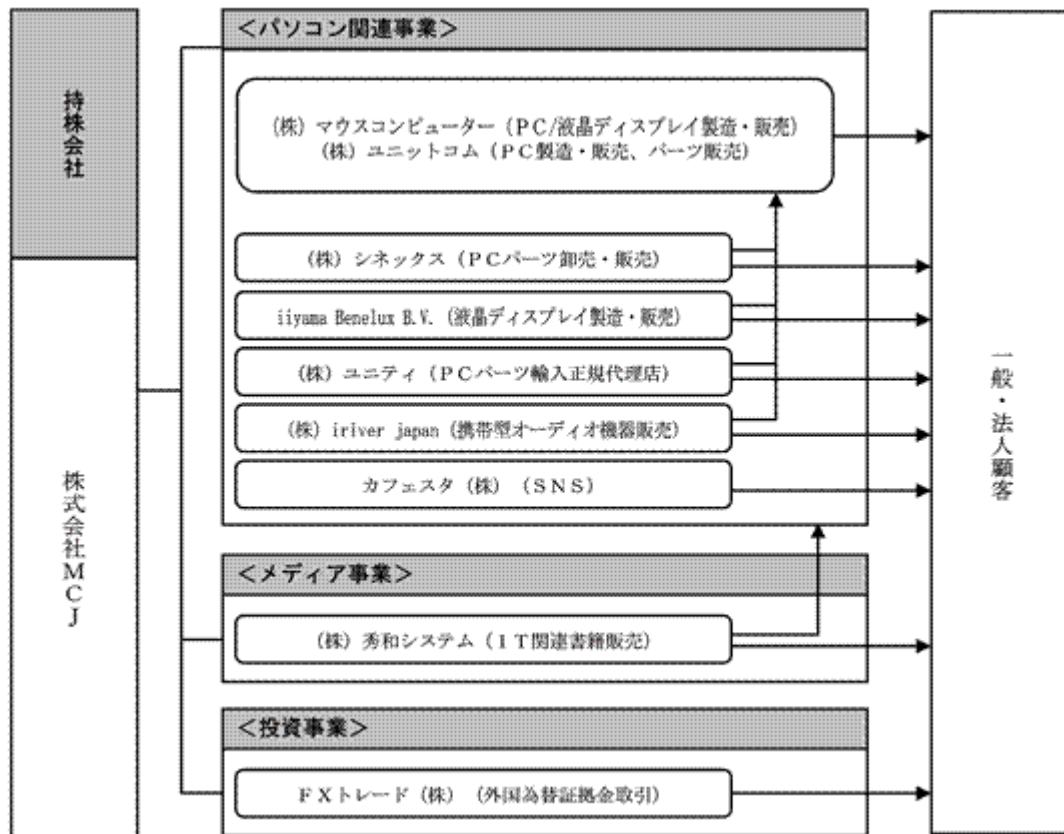 持株会社
株式会社ＭＣＪ
＜パソコン関連事業＞
(株) マウスコンピューター（ＰＣ/液晶ディスプレイ製造・販売）
(株) ユニットコム（ＰＣ製造・販売、パーツ販売）
(株) シネックス（ＰＣパーツ卸売・販売）
iiyama Benelux B.V.（液晶ディスプレイ製造・販売）
(株) ユニティ（ＰＣパーツ輸入正規代理店）
(株) iriver japan（携帯型オーディオ機器販売）
カフェスタ（株）（ＳＮＳ）
＜メディア事業＞
(株) 秀和システム（ＩＴ関連書籍販売）
＜投資事業＞
ＦＸトレード（株）（外国為替証拠金取引）
一般・法人顧客